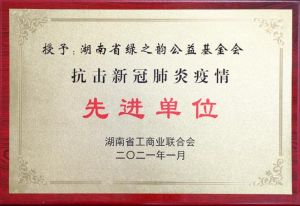 授予：湖南省绿之韵公益基金会
抗击新冠肺炎疫情
先进单位
湖南省工商业联合会
二〇二一年一月